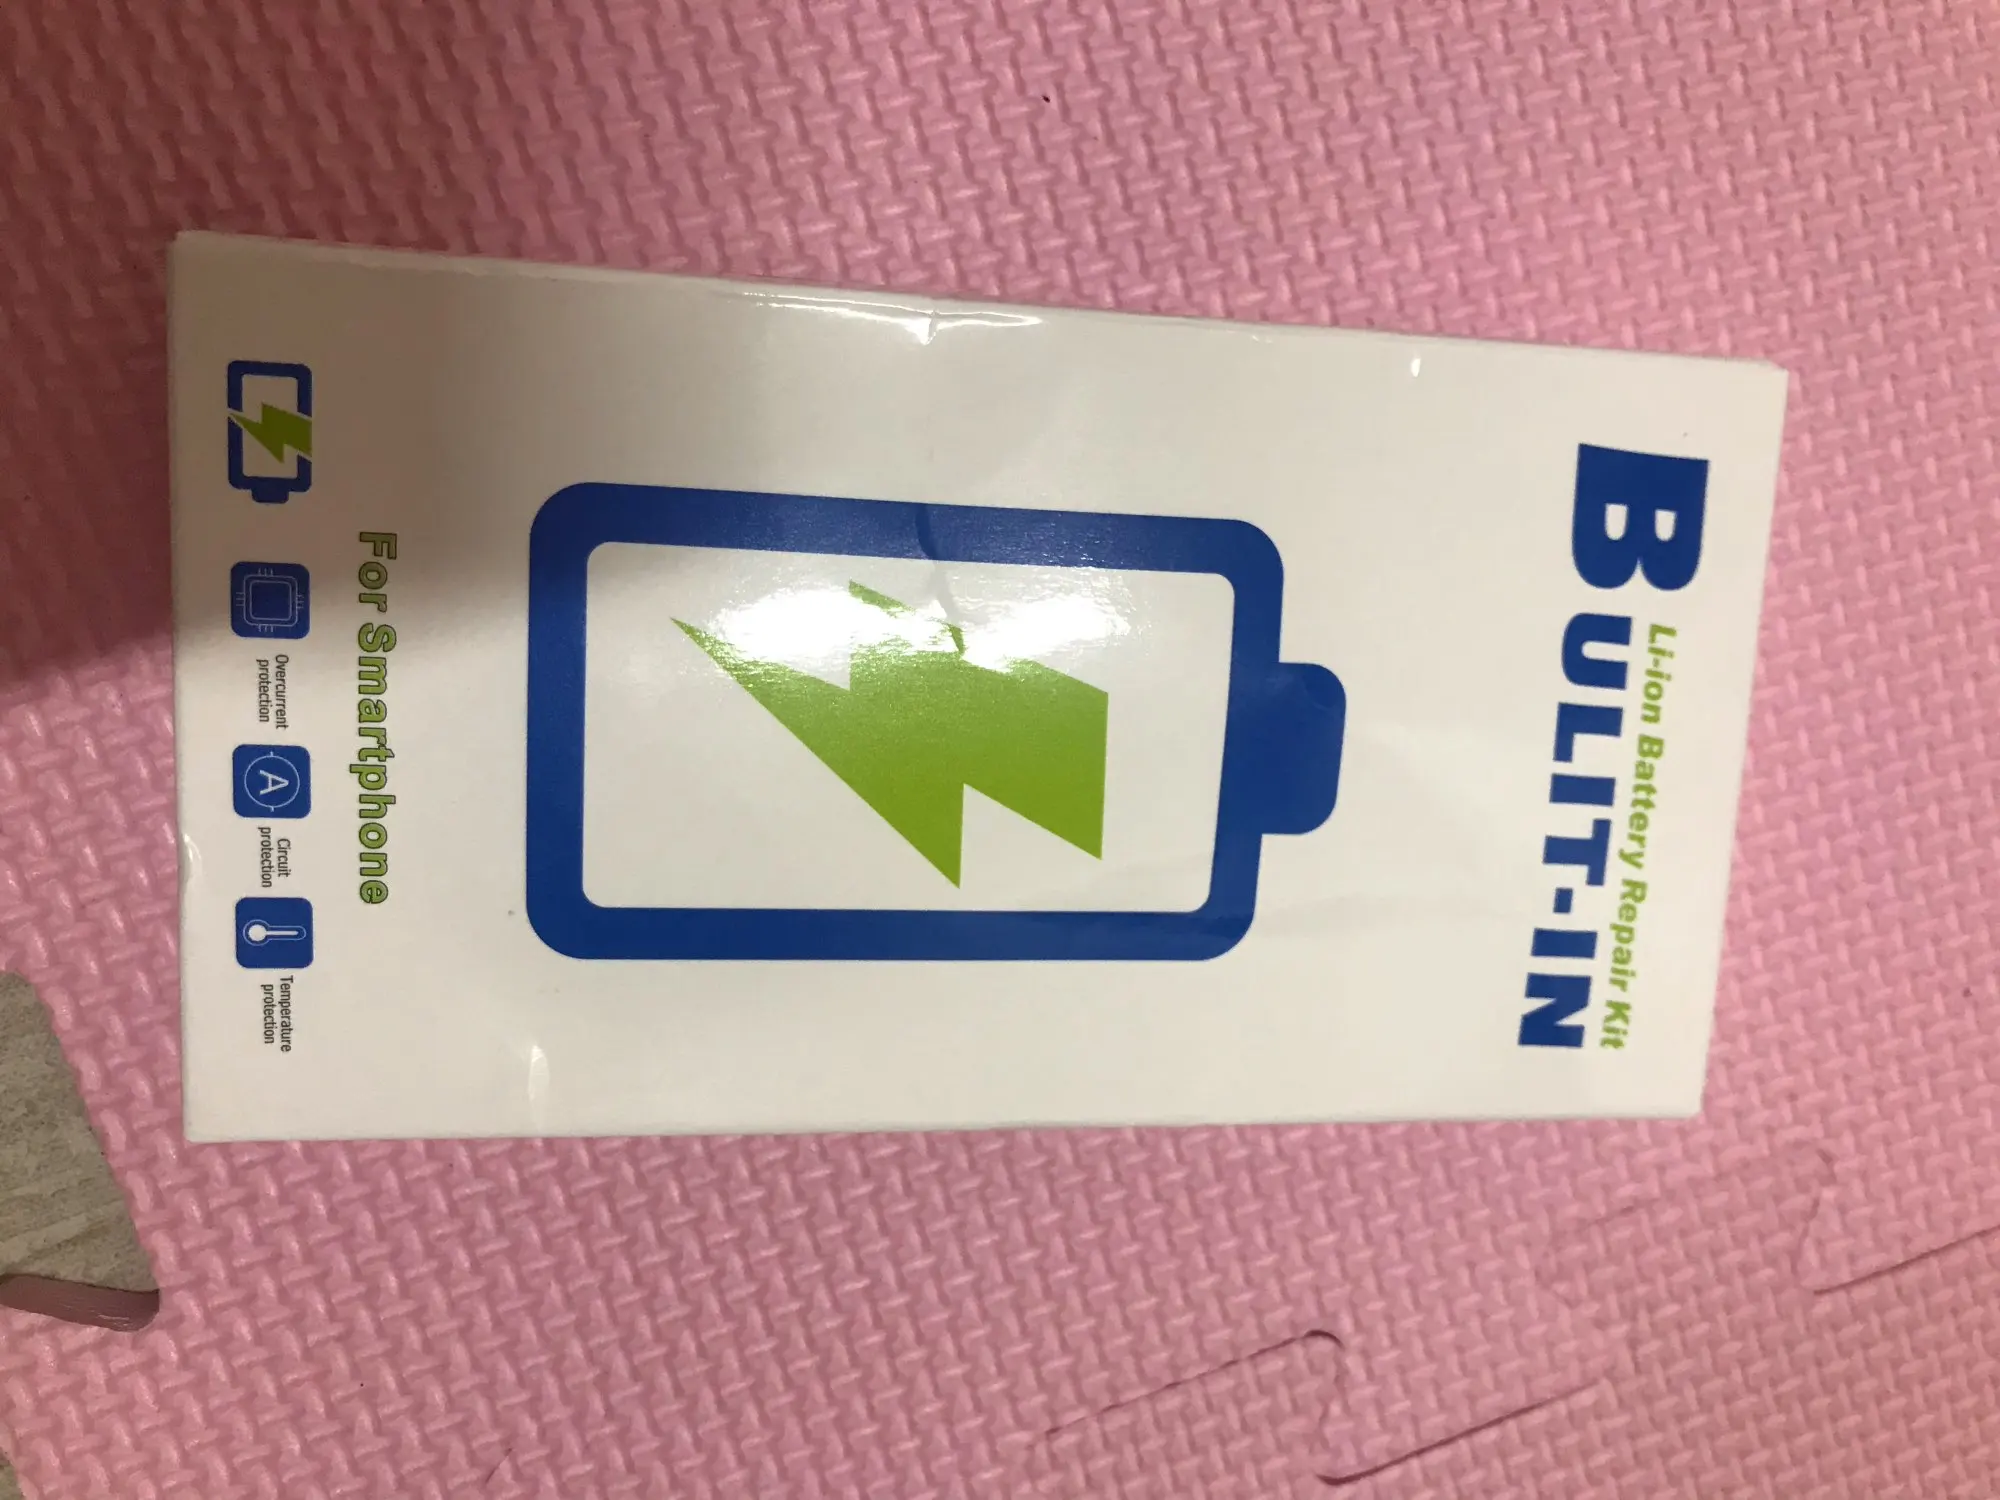 BULIT-IN
Li-ion Battery Repair Kit
For Smartphone
Overcurrent
protection
A
Circuit
protection
Temperature
protection